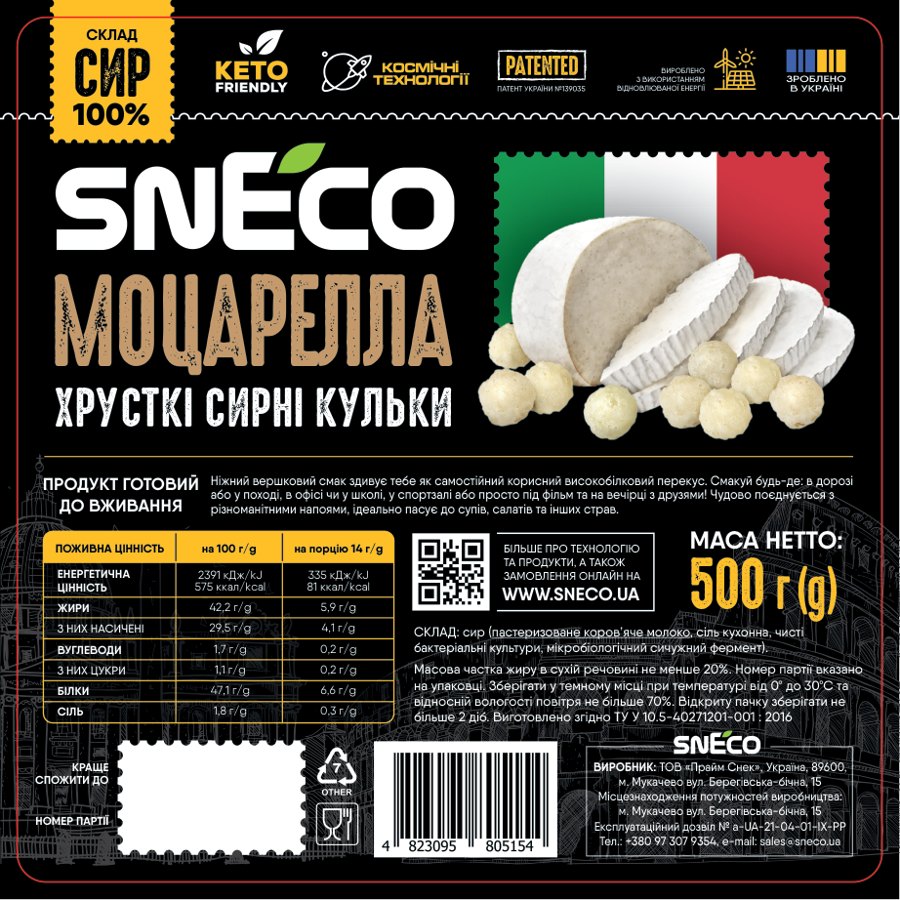 СКЛАД
СИР
100%
KETO
FRIENDLY
КОСМІЧНІ
ТЕХНОЛОГІЇ
PATENTED
ПАТЕНТ УКРАЇНИ №139035
ВИРОБЛЕНО
З ВИКОРИСТАННЯМ
ВІДНОВЛЮВАНОЇ ЕНЕРГІЇ
ЗРОБЛЕНО
В УКРАЇНІ
SNECO
МОЦАРЕЛЛА
ХРУСТКІ СИРНІ КУЛЬКИ
ПРОДУКТ ГОТОВИЙ
ДО ВЖИВАННЯ
Ніжний вершковий смак здивує тебе як самостійний корисний високобілковий перекус. Смакуй будь-де: в дорозі
або у поході, в офісі чи у школі, у спортзалі або просто під фільм та на вечірці з друзями! Чудово поєднується з
різноманітними напоями, ідеально пасує до супів, салатів та інших страв.
ПОЖИВНА ЦІННІСТЬ на 100 г/g на порцію 14 г/g
ЕНЕРГЕТИЧНА 2391 кДж/kJ 335 кДж/kJ
ЦІННІСТЬ 575 ккал/kcal 81 ккал/kcal
ЖИРИ 42,2 г/g 5,9 г/g
З НИХ НАСИЧЕНІ 29,5 г/g 4,1 г/g
ВУГЛЕВОДИ 1,7 г/g 0,2 г/g
З НИХ ЦУКРИ 1,1 г/g 0,2 г/g
БІЛКИ 47,1 г/g 6,6 г/g
СІЛЬ 1,8 г/g 0,3 г/g
БІЛЬШЕ ПРО ТЕХНОЛОГІЮ
ТА ПРОДУКТИ, А ТАКОЖ
ЗАМОВЛЕННЯ ОНЛАЙН НА
WWW.SNECO.UA
МАСА НЕТТО:
500 г (g)
СКЛАД: сир (пастеризоване коров'яче молоко, сіль кухонна, чисті
бактеріальні культури, мікробіологічний сичужний фермент).
Масова частка жиру в сухій речовині не менше 20%. Номер партії вказано
на упаковці. Зберігати у темному місці при температурі від 0° до 30°С та
відносній вологості повітря не більше 70%. Відкриту пачку зберігати не
більше 2 діб. Виготовлено згідно ТУ У 10.5-40271201-001 : 2016
КРАЩЕ
СПОЖИТИ ДО
НОМЕР ПАРТІЇ
7
OTHER
4 823095 805154
SNECO
ВИРОБНИК: ТОВ «Прайм Снек», Україна, 89600,
м. Мукачево вул. Берегівська-бічна, 15
Місцезнаходження потужностей виробництва:
м. Мукачево вул. Берегівська-бічна, 15
Експлуатаційний дозвіл № a-UA-21-04-01-IX-PP
Тел.: +380 97 307 9354, e-mail: sales@sneco.ua